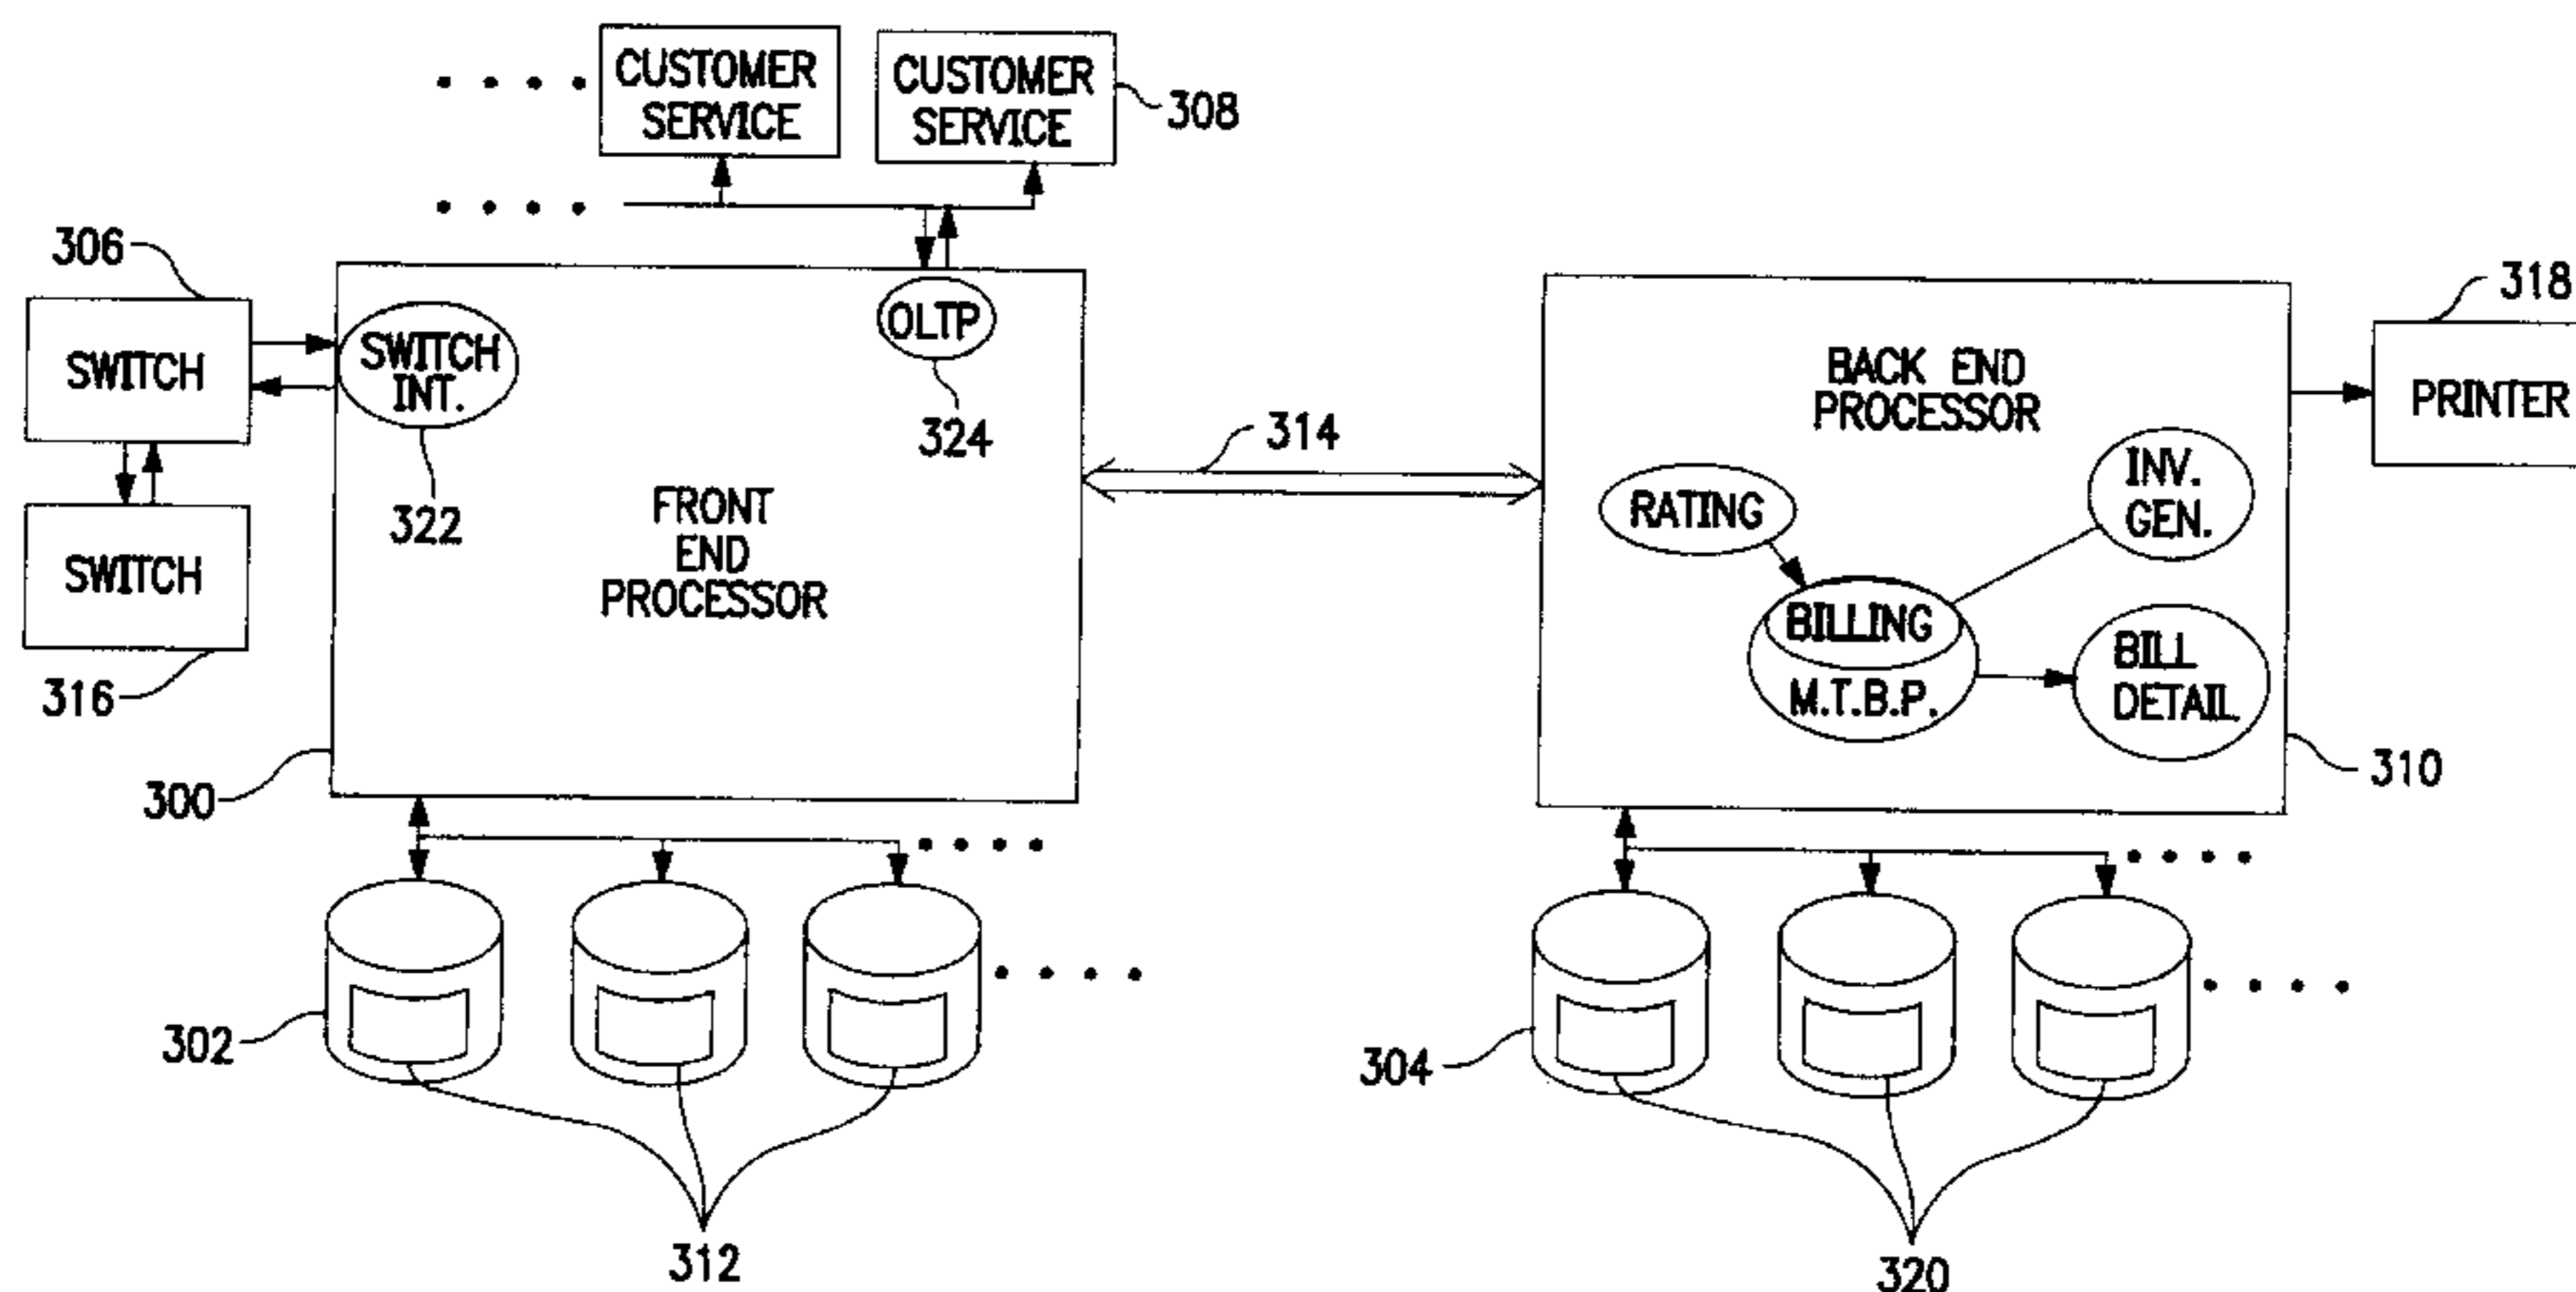 CUSTOMER
SERVICE
CUSTOMER
SERVICE
308
306
SWITCH
SWITCH
316
SWITCH
INT.
322
OLTP
324
FRONT
END
PROCESSOR
300
314
BACK END
PROCESSOR
RATING
BILLING
M.T.B.P.
INV.
GEN.
BILL
DETAIL
310
318
PRINTER
302
312
304
320